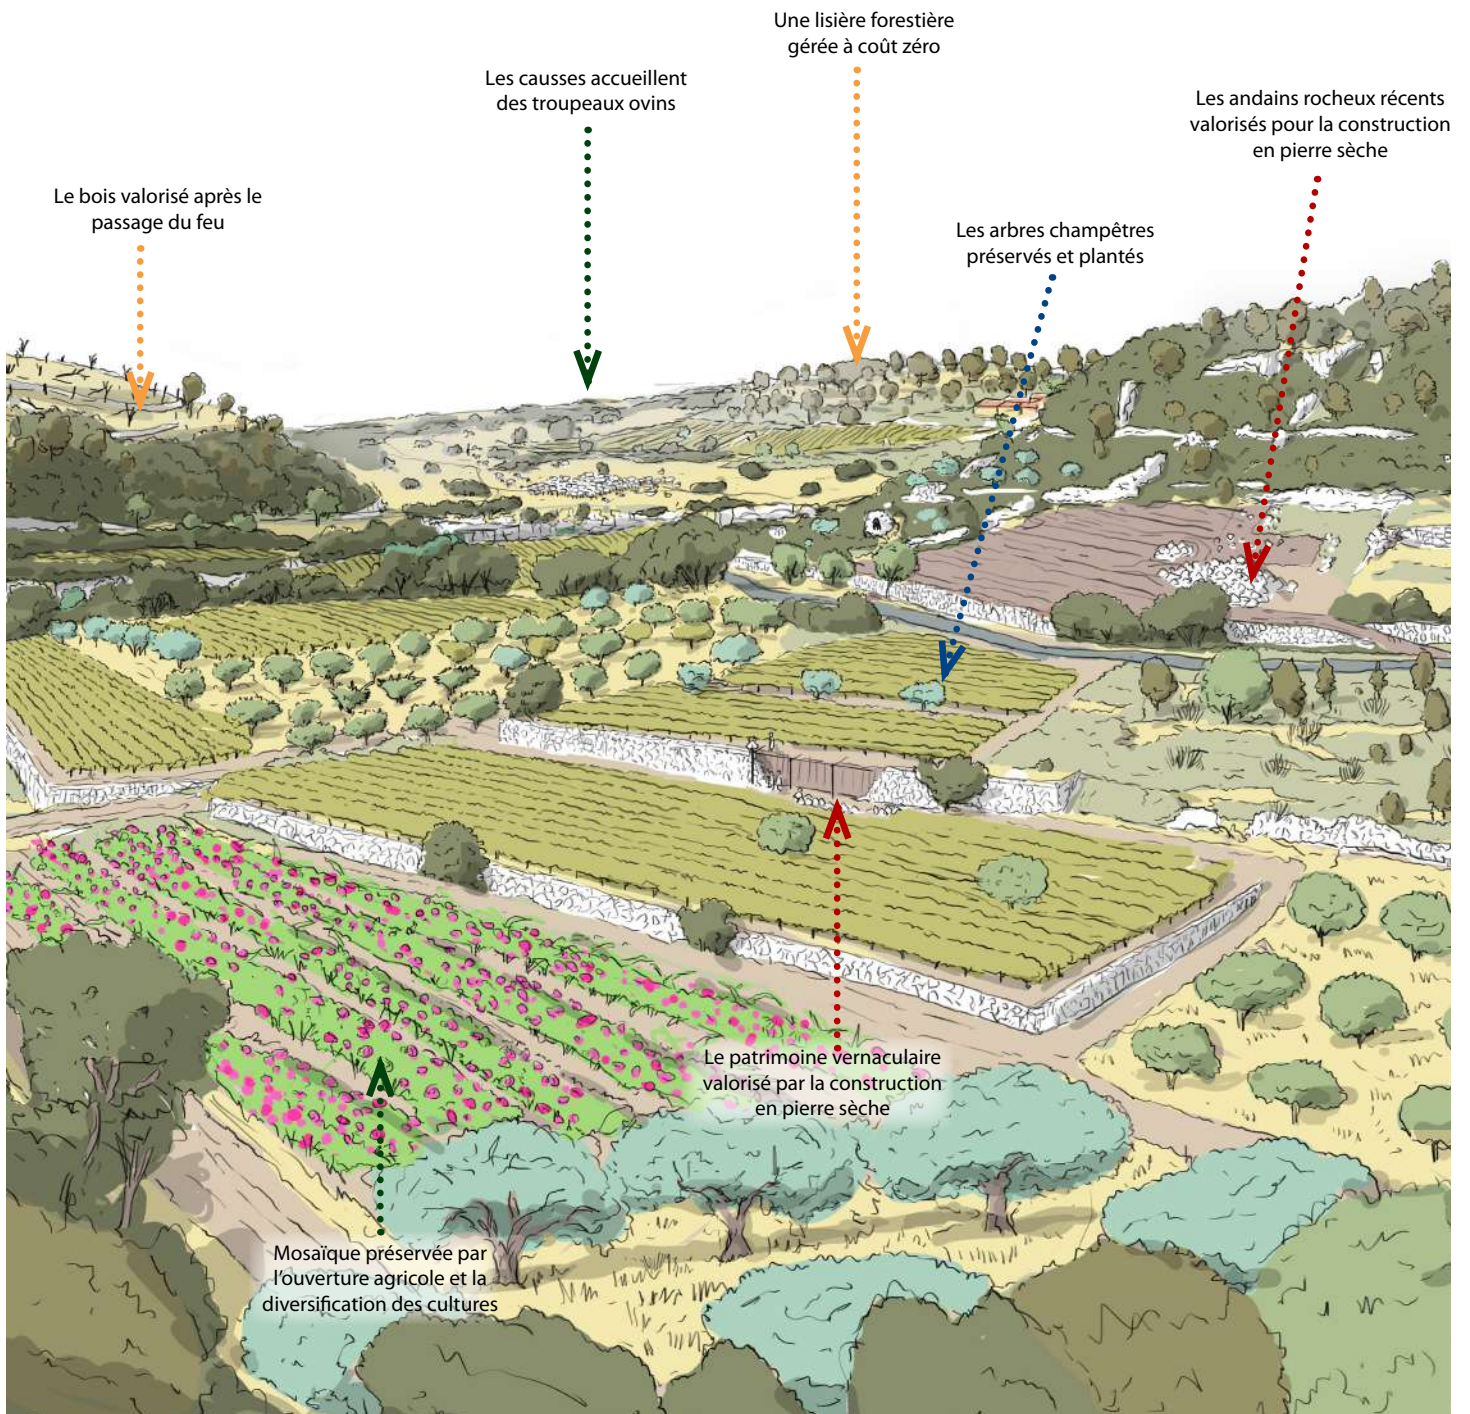 Une lisière forestière
gérée à coût zéro
Les causses accueillent
des troupeaux ovins
Les andains rocheux récents
valorisés pour la construction
en pierre sèche
Le bois valorisé après le
passage du feu
Les arbres champêtres
préservés et plantés
Le patrimoine vernaculaire
valorisé par la construction
en pierre sèche
Mosaïque préservée par
l'ouverture agricole et la
diversification des cultures